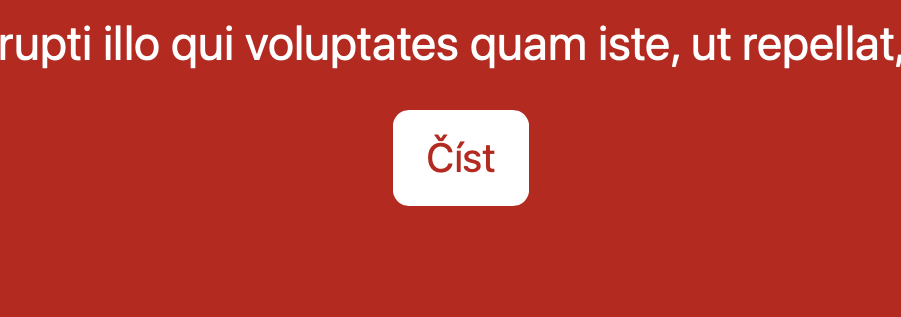 rupti illo qui voluptates quam iste, ut repellat,
Číst